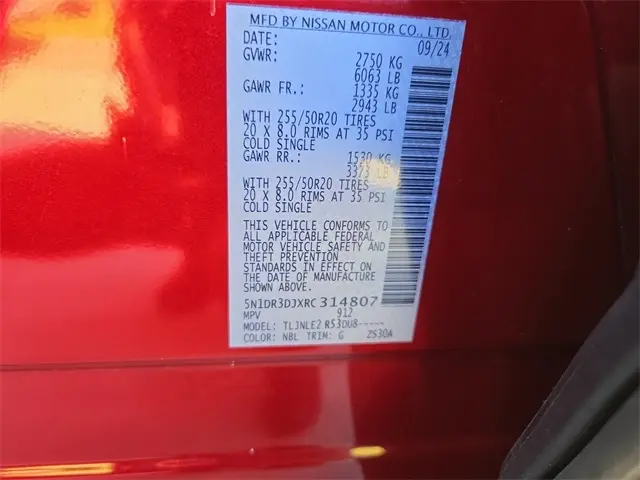 MFD BY NISSAN MOTOR CO., LTD.
DATE: 09/24
GVWR: 2750 KG
6063 LB
GAWR FR.: 1335 KG
2943 LB
WITH 255/50R20 TIRES
20 X 8.0 RIMS AT 35 PSI
COLD SINGLE
GAWR RR.: 1530 KG
3373 LB
WITH 255/50R20 TIRES
20 X 8.0 RIMS AT 35 PSI
COLD SINGLE
THIS VEHICLE CONFORMS TO
ALL APPLICABLE FEDERAL
MOTOR VEHICLE SAFETY AND
THEFT PREVENTION
STANDARDS IN EFFECT ON
THE DATE OF MANUFACTURE
SHOWN ABOVE.
5N1DR3DJXRC314807
MPV 912
MODEL: TLJNLE2 R53DU8-----
COLOR: NBL TRIM: G ZS30A